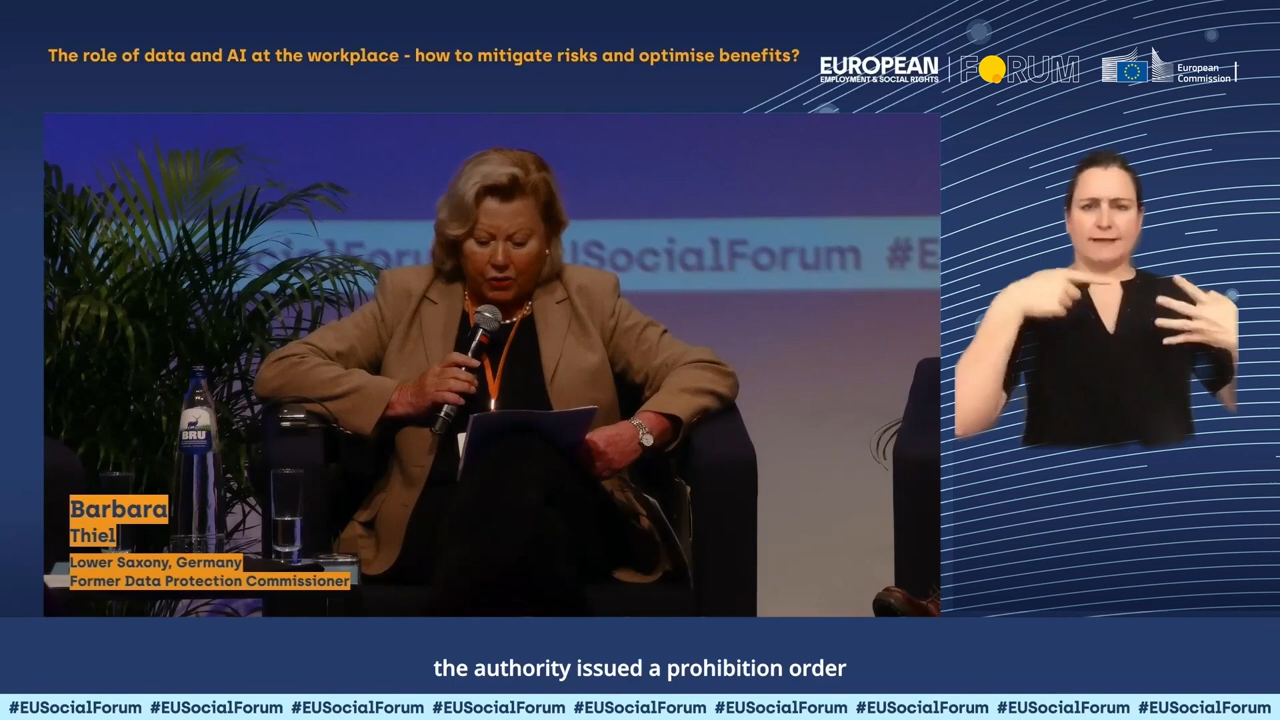 The role of data and AI at the workplace - how to mitigate risks and optimise benefits?
EUROPEAN
EMPLOYMENT & SOCIAL RIGHTS
FORUM
European
Commission
cialForu USocialForum #E
BRU
Barbara
Thiel
Lower Saxony, Germany
Former Data Protection Commissioner
the authority issued a prohibition order
#EUSocialForum #EUSocialForum #EUSocialForum #EUSocialForum #EUSocialForum #EUSocialForum #EUSocialForum #EUSocialForum #EUSocialForum